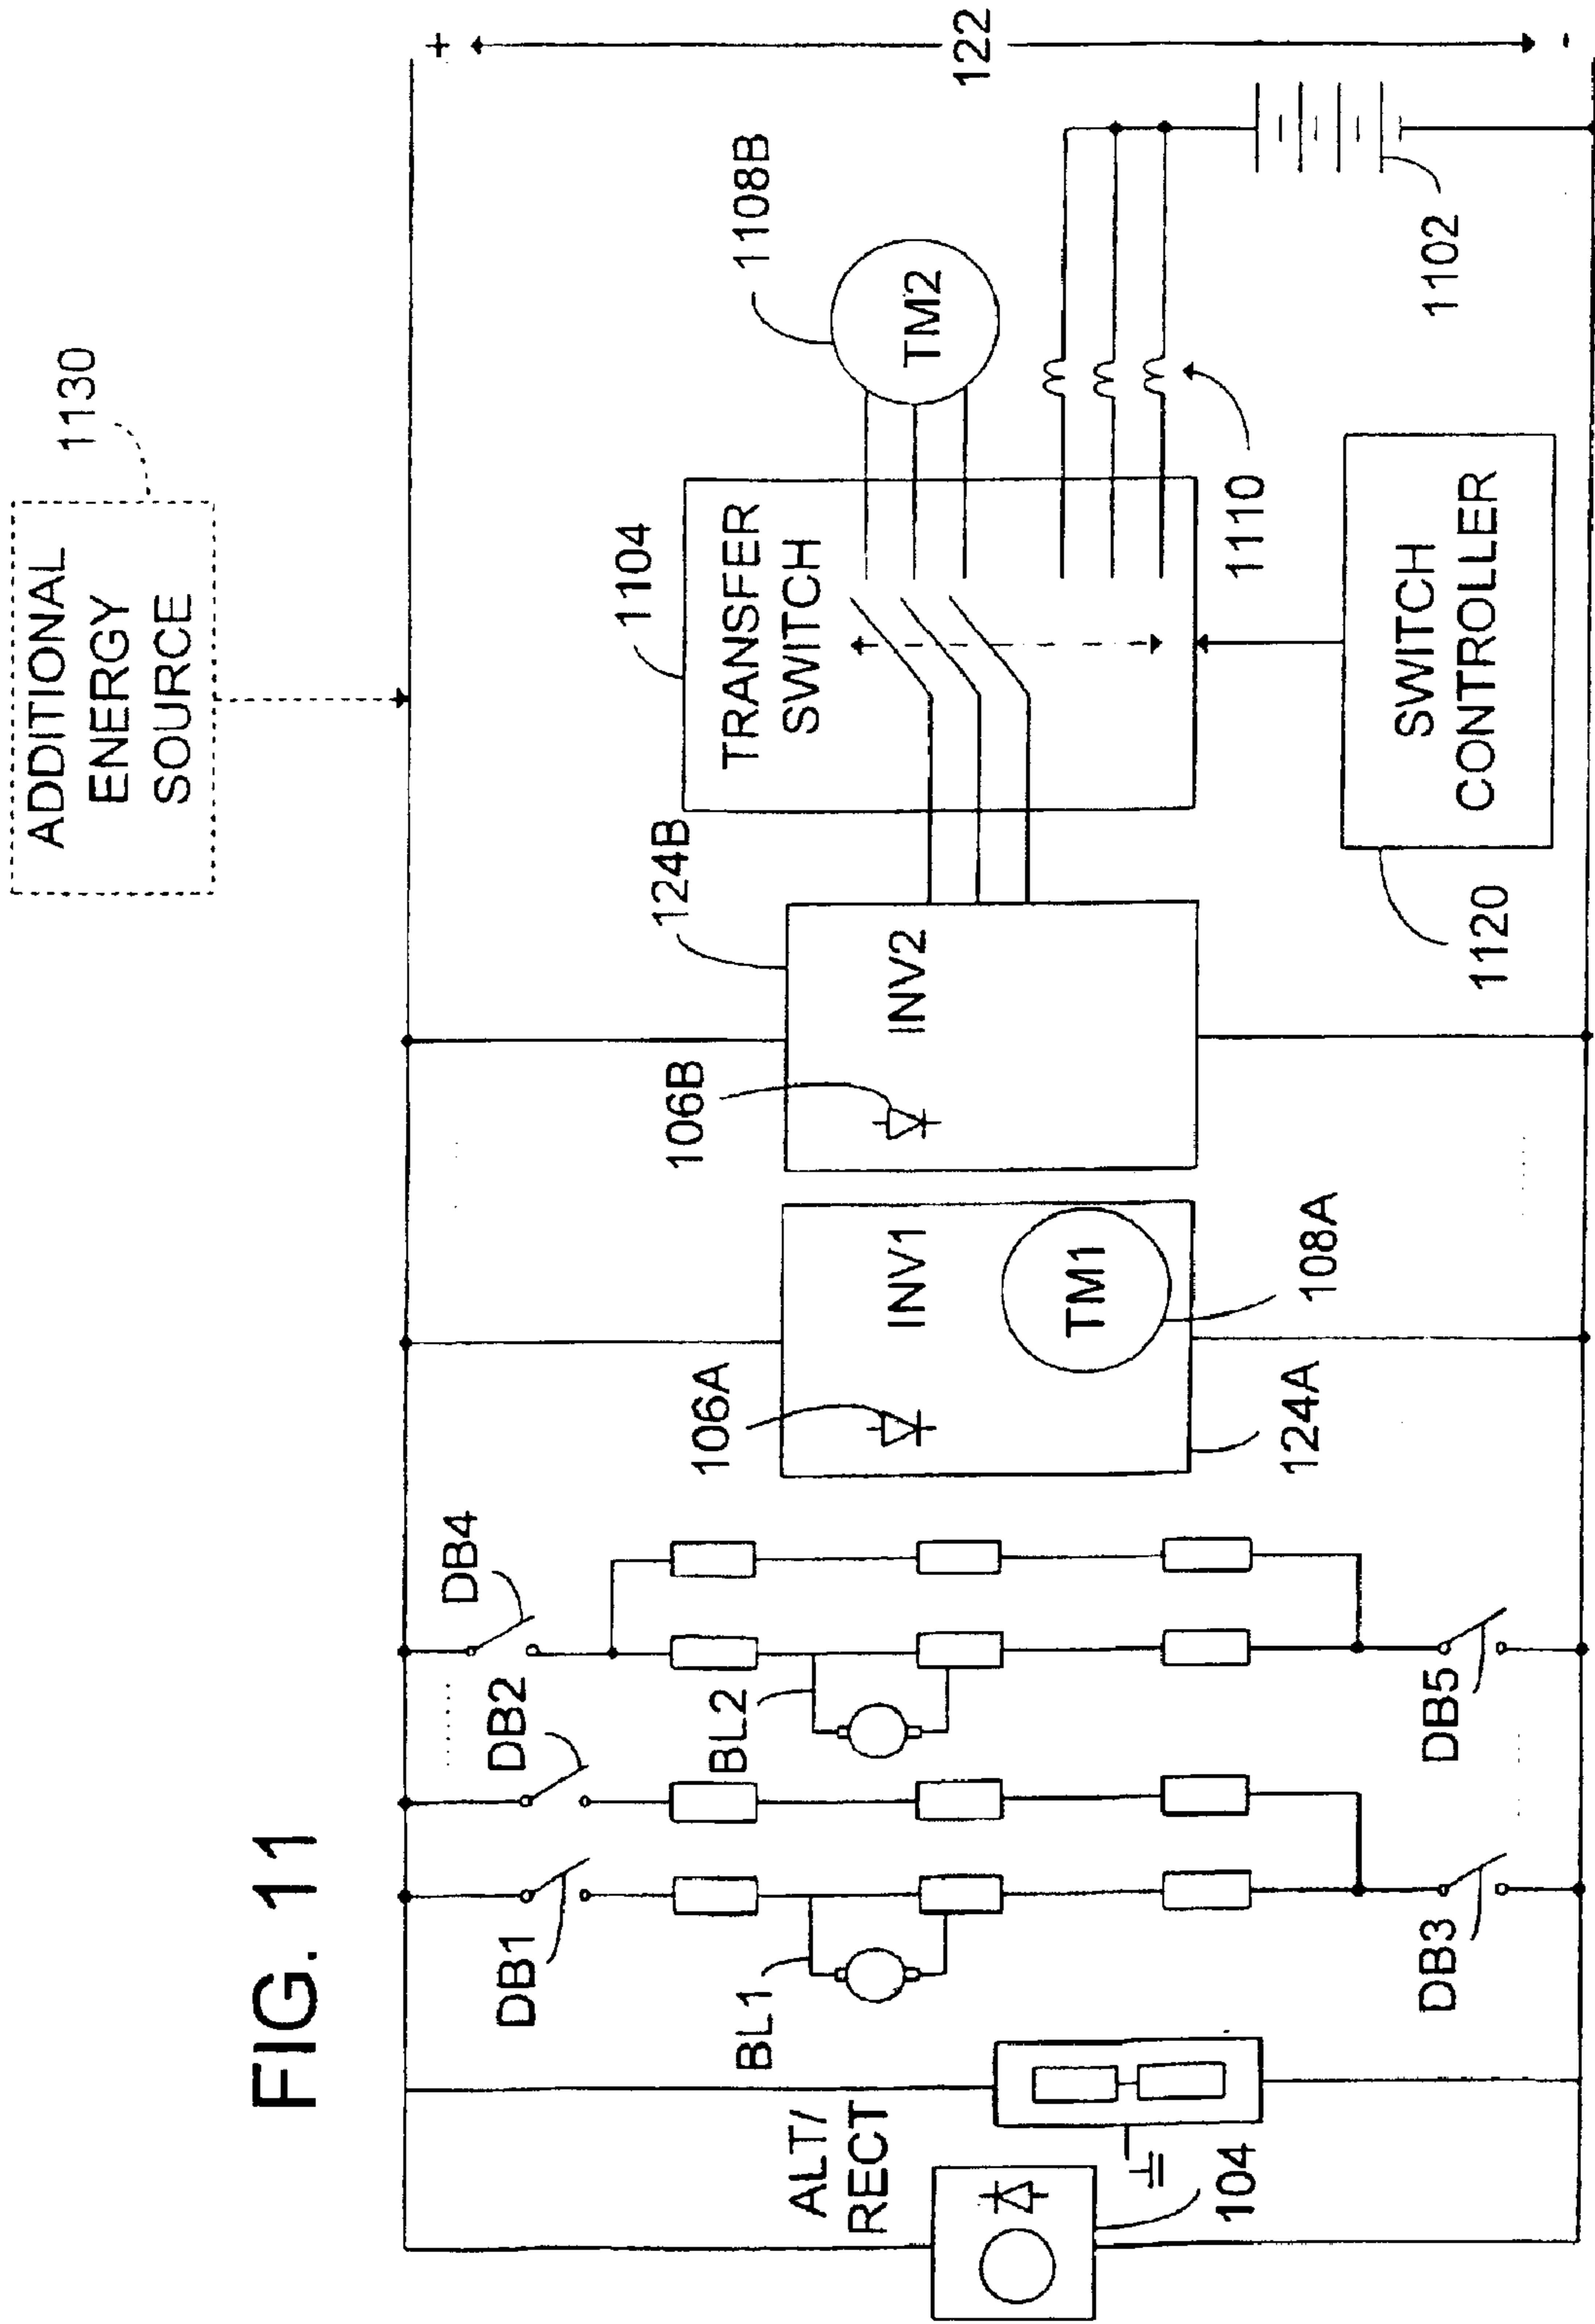 FIG. 11
ADDITIONAL
ENERGY
SOURCE
1130
+
122
-
DB1
DB2
DB4
BL1
BL2
DB3
DB5
ALT/
RECT
104
106A
INV1
TM1
108A
124A
106B
INV2
124B
1104
TRANSFER
SWITCH
1108B
TM2
1110
1102
SWITCH
CONTROLLER
1120